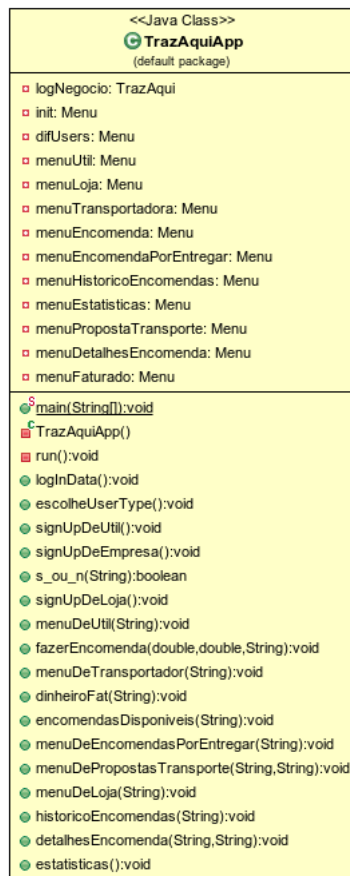 <<Java Class>>
TrazAquiApp
(default package)
logNegocio: TrazAqui
init: Menu
difUsers: Menu
menuUtil: Menu
menuLoja: Menu
menuTransportadora: Menu
menuEncomenda: Menu
menuEncomendaPorEntregar: Menu
menuHistoricoEncomendas: Menu
menuEstatisticas: Menu
menuPropostaTransporte: Menu
menuDetalhesEncomenda: Menu
menuFaturado: Menu
main(String[]):void
TrazAquiApp()
run():void
logInData():void
escolheUserType():void
signUpDeUtil():void
signUpDeEmpresa():void
s_ou_n(String):boolean
signUpDeLoja():void
menuDeUtil(String):void
fazerEncomenda(double,double,String):void
menuDeTransportador(String):void
dinheiroFat(String):void
encomendasDisponiveis(String):void
menuDeEncomendasPorEntregar(String):void
menuDePropostasTransporte(String,String):void
menuDeLoja(String):void
historicoEncomendas(String):void
detalhesEncomenda(String,String):void
estatisticas():void